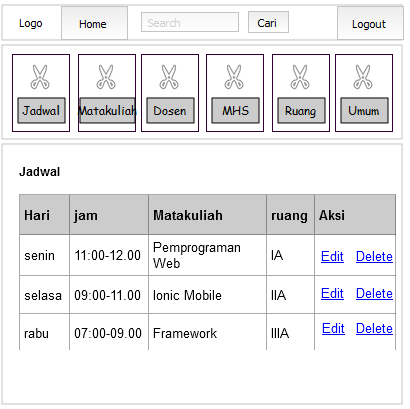 Logo Home Search Cari Logout
Jadwal Matakuliah Dosen MHS Ruang Umum
Jadwal
Hari jam Matakuliah ruang Aksi
senin 11:00-12.00 Pemprograman Web IA Edit Delete
selasa 09:00-11.00 Ionic Mobile IIA Edit Delete
rabu 07:00-09.00 Framework IIIA Edit Delete